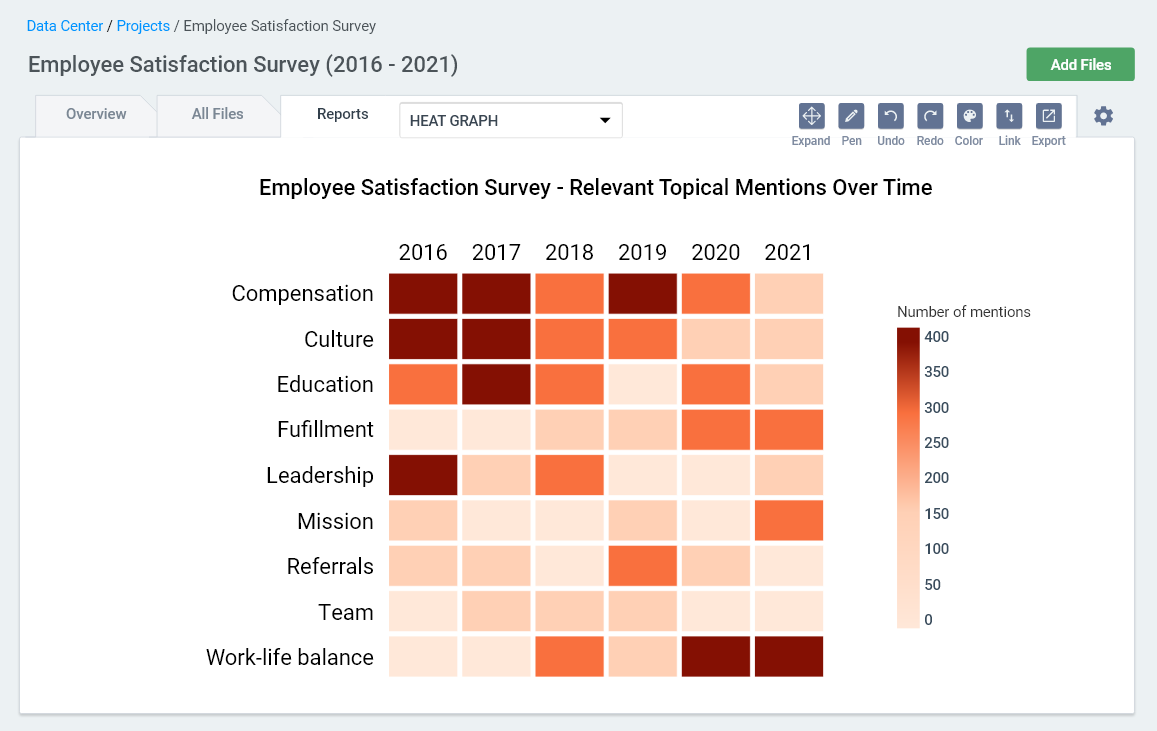 Data Center / Projects / Employee Satisfaction Survey
Employee Satisfaction Survey (2016 - 2021)
Add Files
Overview
All Files
Reports
HEAT GRAPH
Expand
Pen
Undo
Redo
Color
Link
Export
Employee Satisfaction Survey - Relevant Topical Mentions Over Time
2016 2017 2018 2019 2020 2021
Compensation
Culture
Education
Fufillment
Leadership
Mission
Referrals
Team
Work-life balance
Number of mentions
400
350
300
250
200
150
100
50
0